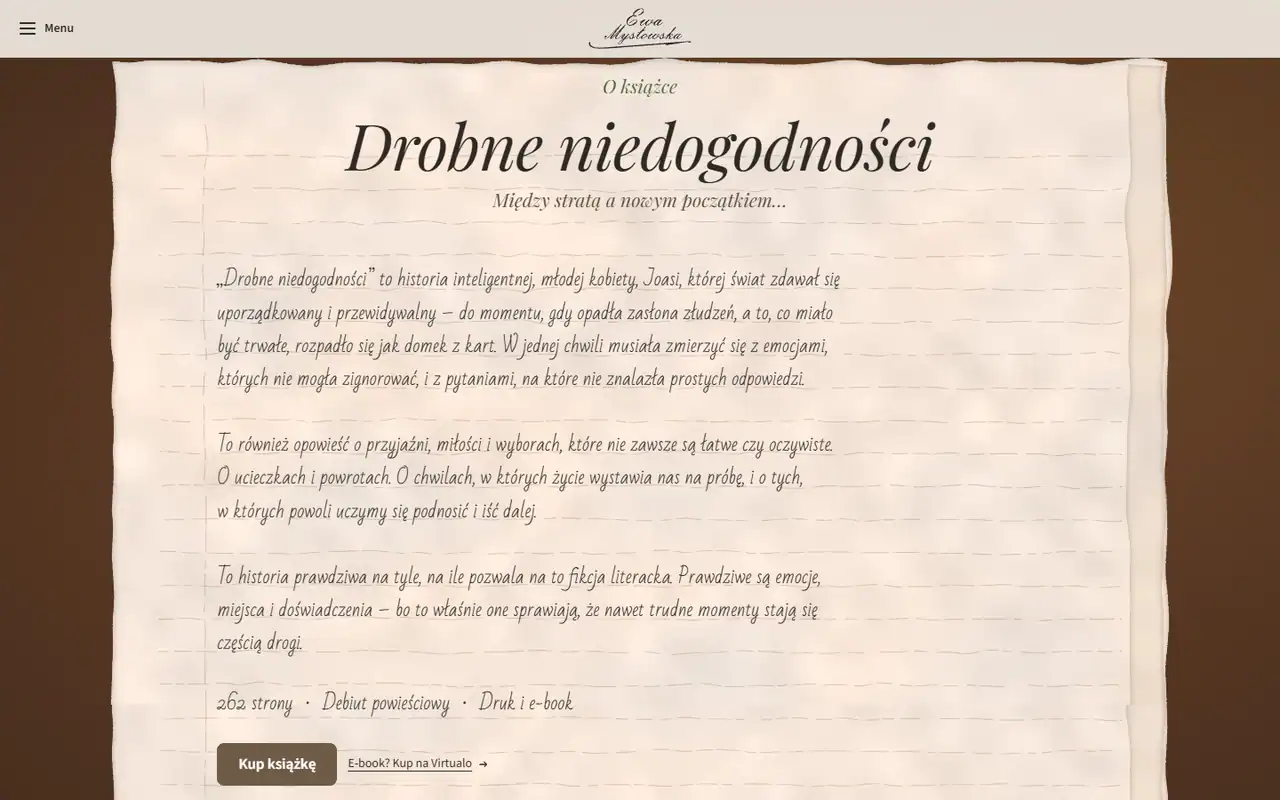 Menu
Ewa
Mysłowska
O książce
Drobne niedogodności
Między stratą a nowym początkiem...
„Drobne niedogodności” to historia inteligentnej, młodej kobiety, Joasi, której świat zdawał się
uporządkowany i przewidywalny – do momentu, gdy opadła zasłona złudzeń, a to, co miało
być trwałe, rozpadło się jak domek z kart. W jednej chwili musiała zmierzyć się z emocjami,
których nie mogła zignorować, i z pytaniami, na które nie znalazła prostych odpowiedzi.
To również opowieść o przyjaźni, miłości i wyborach, które nie zawsze są łatwe czy oczywiste.
O ucieczkach i powrotach. O chwilach, w których życie wystawia nas na próbę, i o tych,
w których powoli uczymy się podnosić i iść dalej.
To historia prawdziwa na tyle, na ile pozwala na to fikcja literacka. Prawdziwe są emocje,
miejsca i doświadczenia – bo to właśnie one sprawiają, że nawet trudne momenty stają się
częścią drogi.
262 strony · Debiut powieściowy · Druk i e-book
Kup książkę
E-book? Kup na Virtualo →